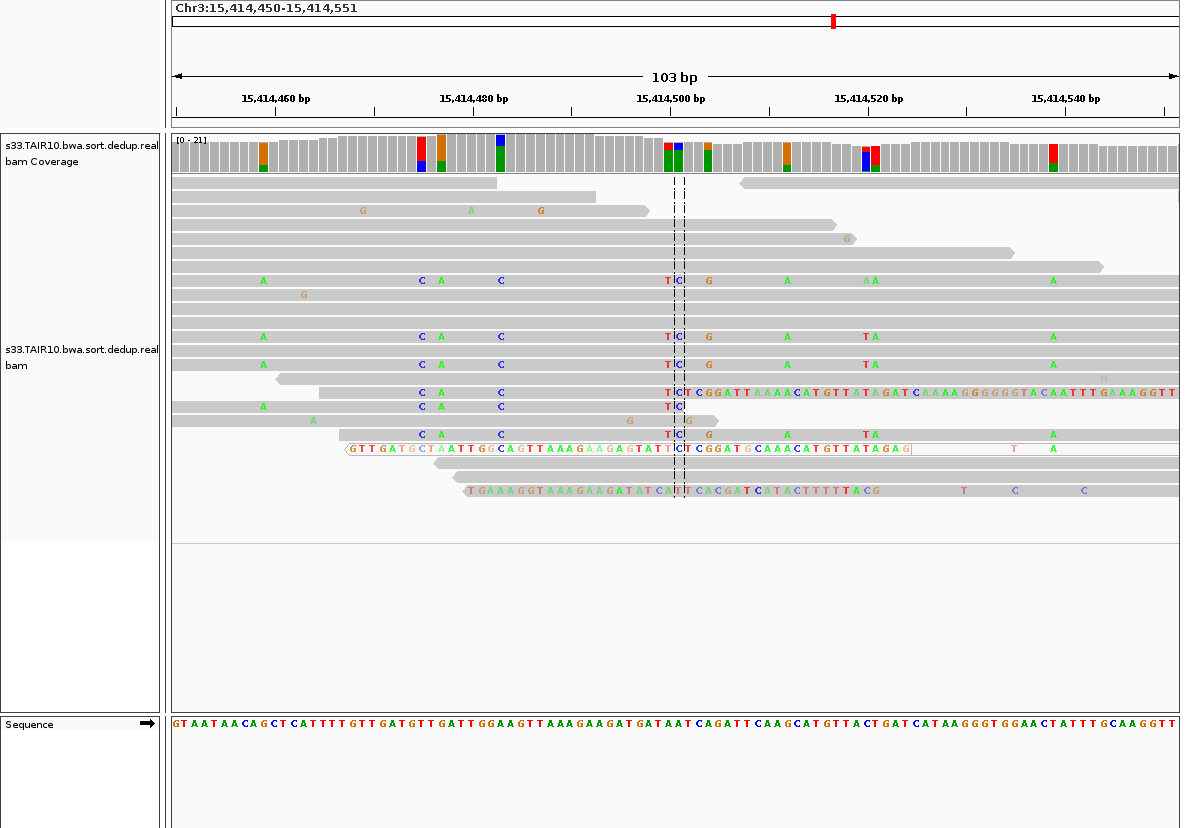 Chr3:15,414,450-15,414,551
103 bp
15,414,460 bp 15,414,480 bp 15,414,500 bp 15,414,520 bp 15,414,540 bp
s33.TAIR10.bwa.sort.dedup.real
bam Coverage
[0 - 21]
G A G
G
A C A C T C G A A A A
G
A C A C T C G A T A A
s33.TAIR10.bwa.sort.dedup.real
bam
A C A C T C G A T A A
N
C A C T C T C G G A T T A A A A C A T G T T A T A G A T C A A A A G G G G G G T A C A A T T T G A A A G G T T
A C A C T C
A G G
C A C T C G A T A A
G T T G A T G C T A A T T G G C A G T T A A A G A A G A G T A T T C T C G G A T G C A A A C A T G T T A T A G A G T A
T G A A A G G T A A A G A A G A T A T C A T T C A C G A T C A T A C T T T T T A C G T C C
Sequence
G T A A T A A C A G C T C A T T T T G T T G A T G T T G A T T G G A A G T T A A A G A A G A T G A T A A T C A G A T T C A A G C A T G T T A C T G A T C A T A A G G G T G G A A C T A T T T G C A A G G T T